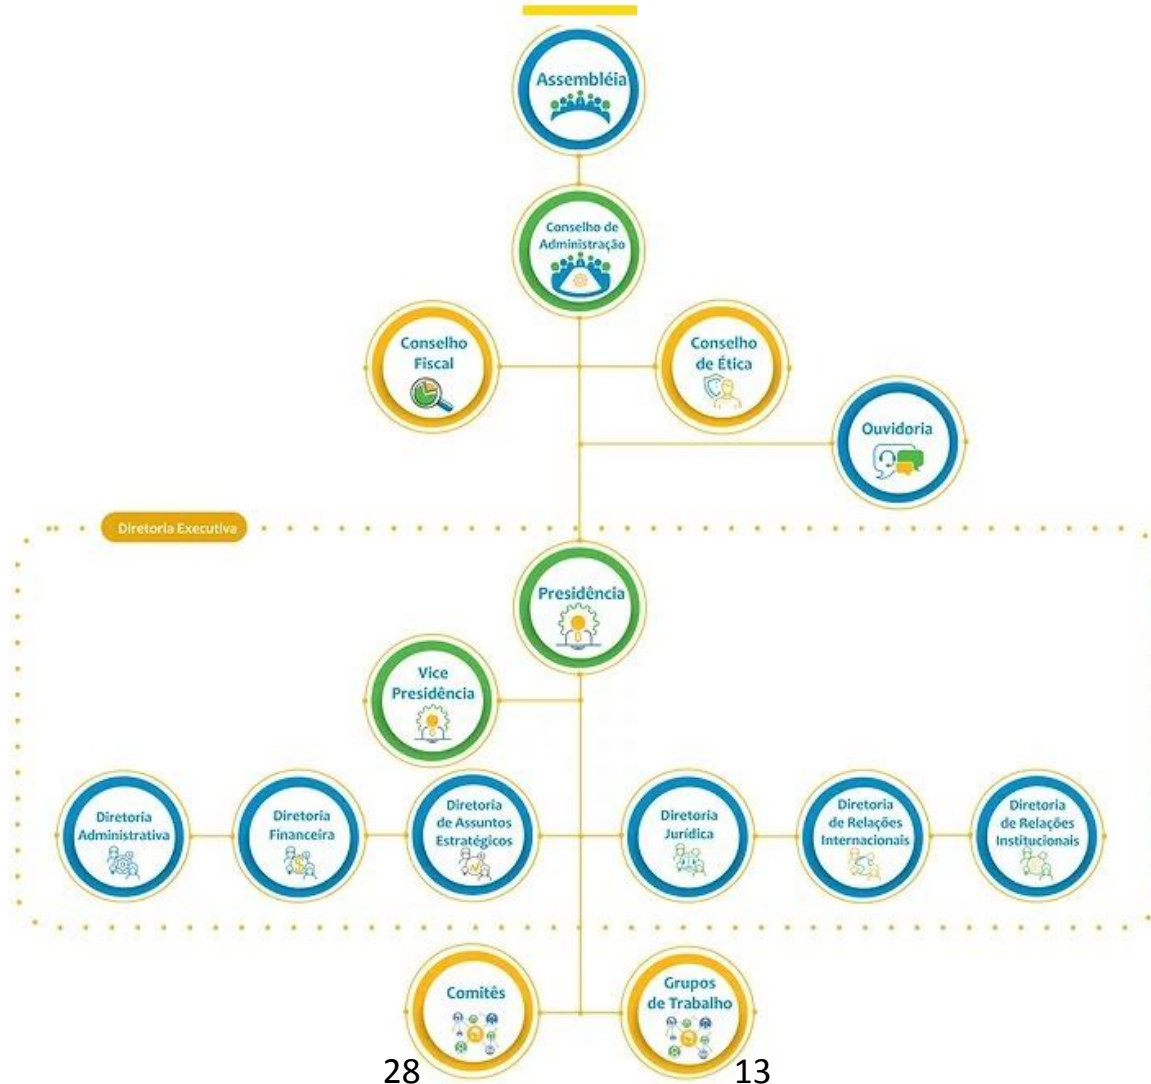 Assembléia
Conselho de
Administração
Conselho
Fiscal
Conselho
de Ética
Ouvidoria
Diretoria Executiva
Presidência
Vice
Presidência
Diretoria
Administrativa
Diretoria
Financeira
Diretoria
de Assuntos
Estratégicos
Diretoria
Jurídica
Diretoria
de Relações
Internacionais
Diretoria
de Relações
Institucionais
Comitês
Grupos
de Trabalho
28
13